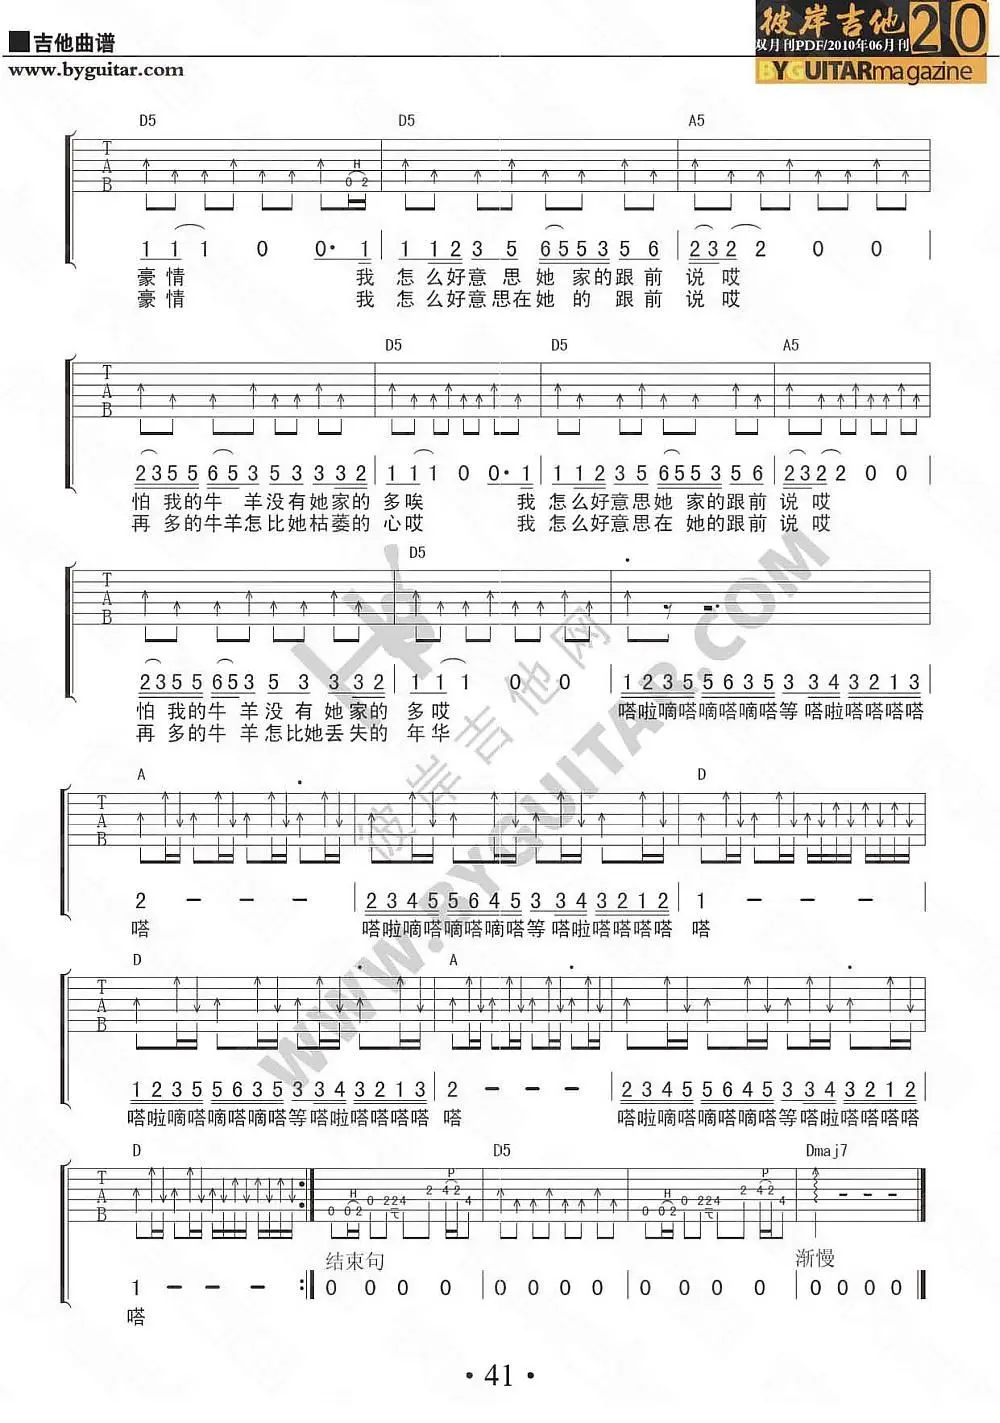 ■吉他曲谱
www.byguitar.com
彼岸吉他
双月刊PDF/2010年06月刊
20
BYGUITARmagazine
D5 D5 A5
T
A
B
H
0 2
1 1 1 0 0· 1 | 1 1 2 3 5 6 5 5 3 5 6 | 2 3 2 2 0 0 |
豪情 我 怎么好意思她 家的跟前 说哎
豪情 我 怎么好意思在她 的 跟前 说哎
D5 D5 A5
T
A
B
2 3 5 5 6 5 3 5 3 3 3 2 | 1 1 1 0 0· 1 | 1 1 2 3 5 6 5 5 3 5 6 | 2 3 2 2 0 0 |
怕 我的牛 羊没有她家的 多唉 我 怎么好意思她 家的跟前 说哎
再 多的牛羊怎比她枯萎的 心哎 我 怎么好意思在 她的跟前 说哎
D5
T
A
B
2 3 5 5 6 5 3 5 3 3 3 2 | 1 1 1 0 0 | 1 2 3 5 5 6 3 5 3 3 4 3 2 1 3 |
怕 我的牛 羊没 有 她家的 多哎 嗒啦嘀嗒嘀嗒嘀嗒等 嗒啦嗒嗒嗒嗒
再 多的牛 羊怎比她丢失的 年华
A D
T
A
B
2 − − − | 2 3 4 5 5 6 4 5 3 3 4 3 2 1 2 | 1 − − − |
嗒 嗒啦嘀嗒嘀嗒嘀嗒等 嗒啦嗒嗒嗒嗒 嗒
D A
T
A
B
1 2 3 5 5 6 3 5 3 3 4 3 2 1 3 | 2 − − − | 2 3 4 5 5 6 4 5 3 3 4 3 2 1 2 |
嗒啦嘀嗒嘀嗒嘀嗒等 嗒啦嗒嗒嗒嗒 嗒 嗒啦嘀嗒嘀嗒嘀嗒等 嗒啦嗒嗒嗒嗒
D D5 Dmaj7
T
A
B
H P H P
0 0 2 0 2 2 4 2 4 2 4 0 0 2 0 2 2 4 2 4 2 4
结束句 渐慢
1 − − − :‖ 0 0 0 0 | 0 0 0 0 | 0 0 0 0 | 0 0 0 0 ‖
嗒
彼岸吉他网
WWW.BYGUITAR.COM
· 41 ·